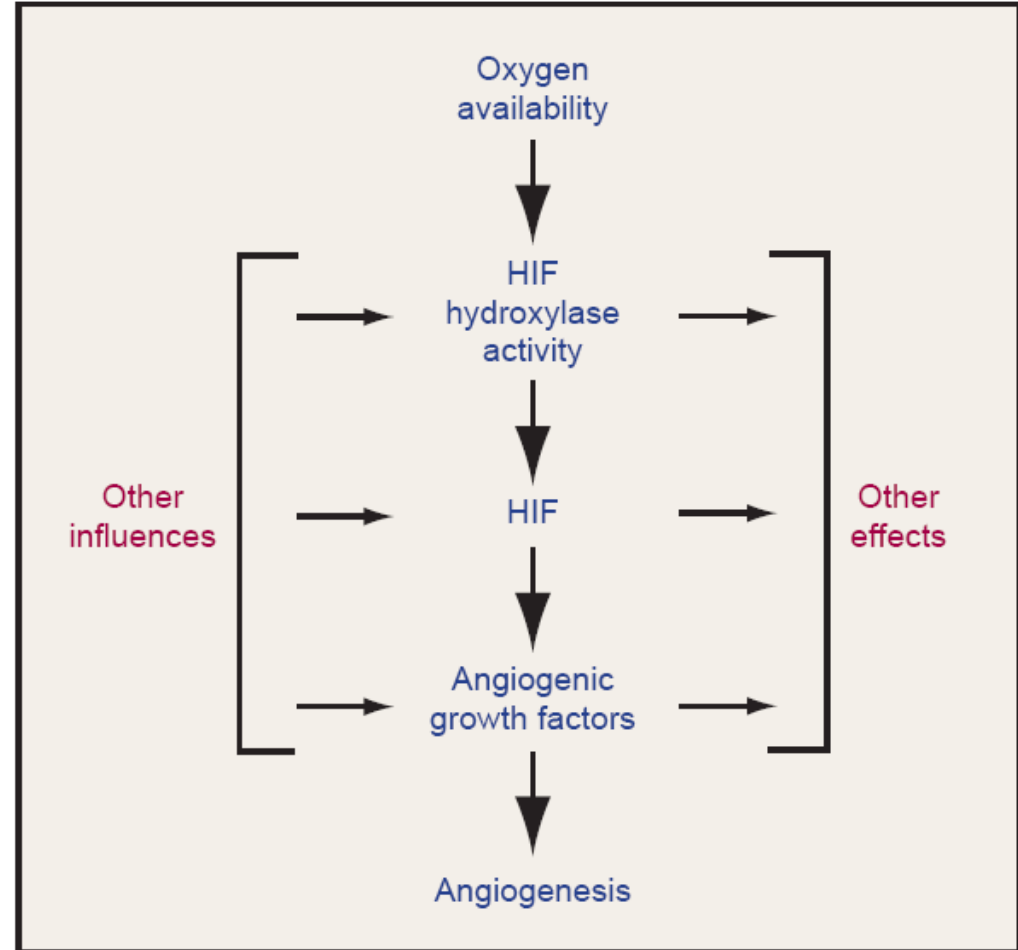 Oxygen
availability
HIF
hydroxylase
activity
Other
influences
HIF
Other
effects
Angiogenic
growth factors
Angiogenesis